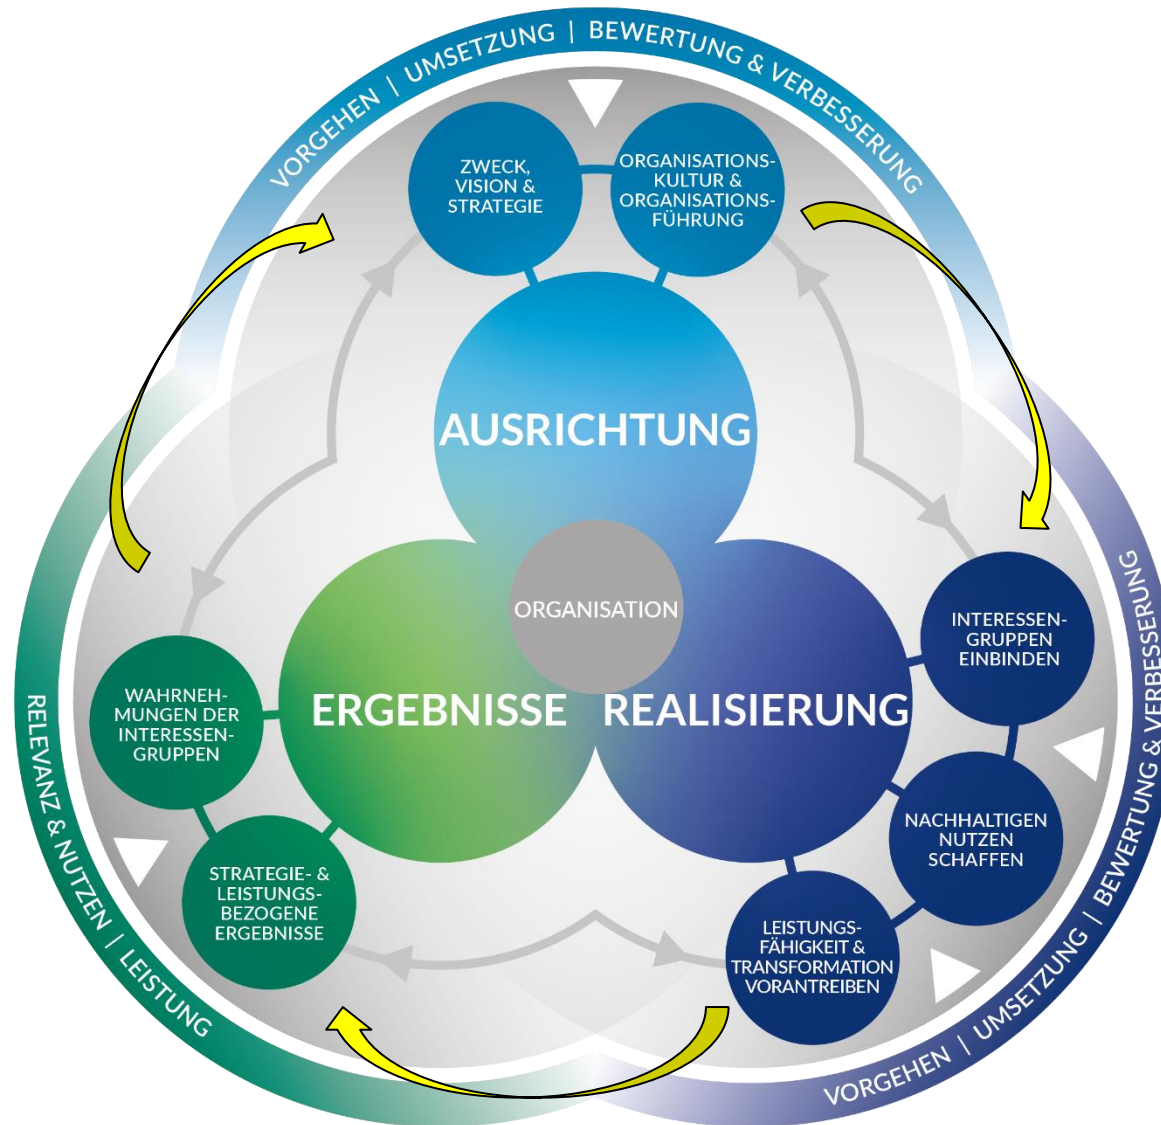 VORGEHEN | UMSETZUNG | BEWERTUNG & VERBESSERUNG
ZWECK,
VISION &
STRATEGIE
ORGANISATIONS-
KULTUR &
ORGANISATIONS-
FÜHRUNG
AUSRICHTUNG
ORGANISATION
ERGEBNISSE
REALISIERUNG
INTERESSEN-
GRUPPEN
EINBINDEN
NACHHALTIGEN
NUTZEN
SCHAFFEN
LEISTUNGS-
FÄHIGKEIT &
TRANSFORMATION
VORANTREIBEN
VORGEHEN | UMSETZUNG | BEWERTUNG & VERBESSERUNG
WAHRNEH-
MUNGEN DER
INTERESSEN-
GRUPPEN
STRATEGIE- &
LEISTUNGS-
BEZOGENE
ERGEBNISSE
RELEVANZ & NUTZEN | LEISTUNG